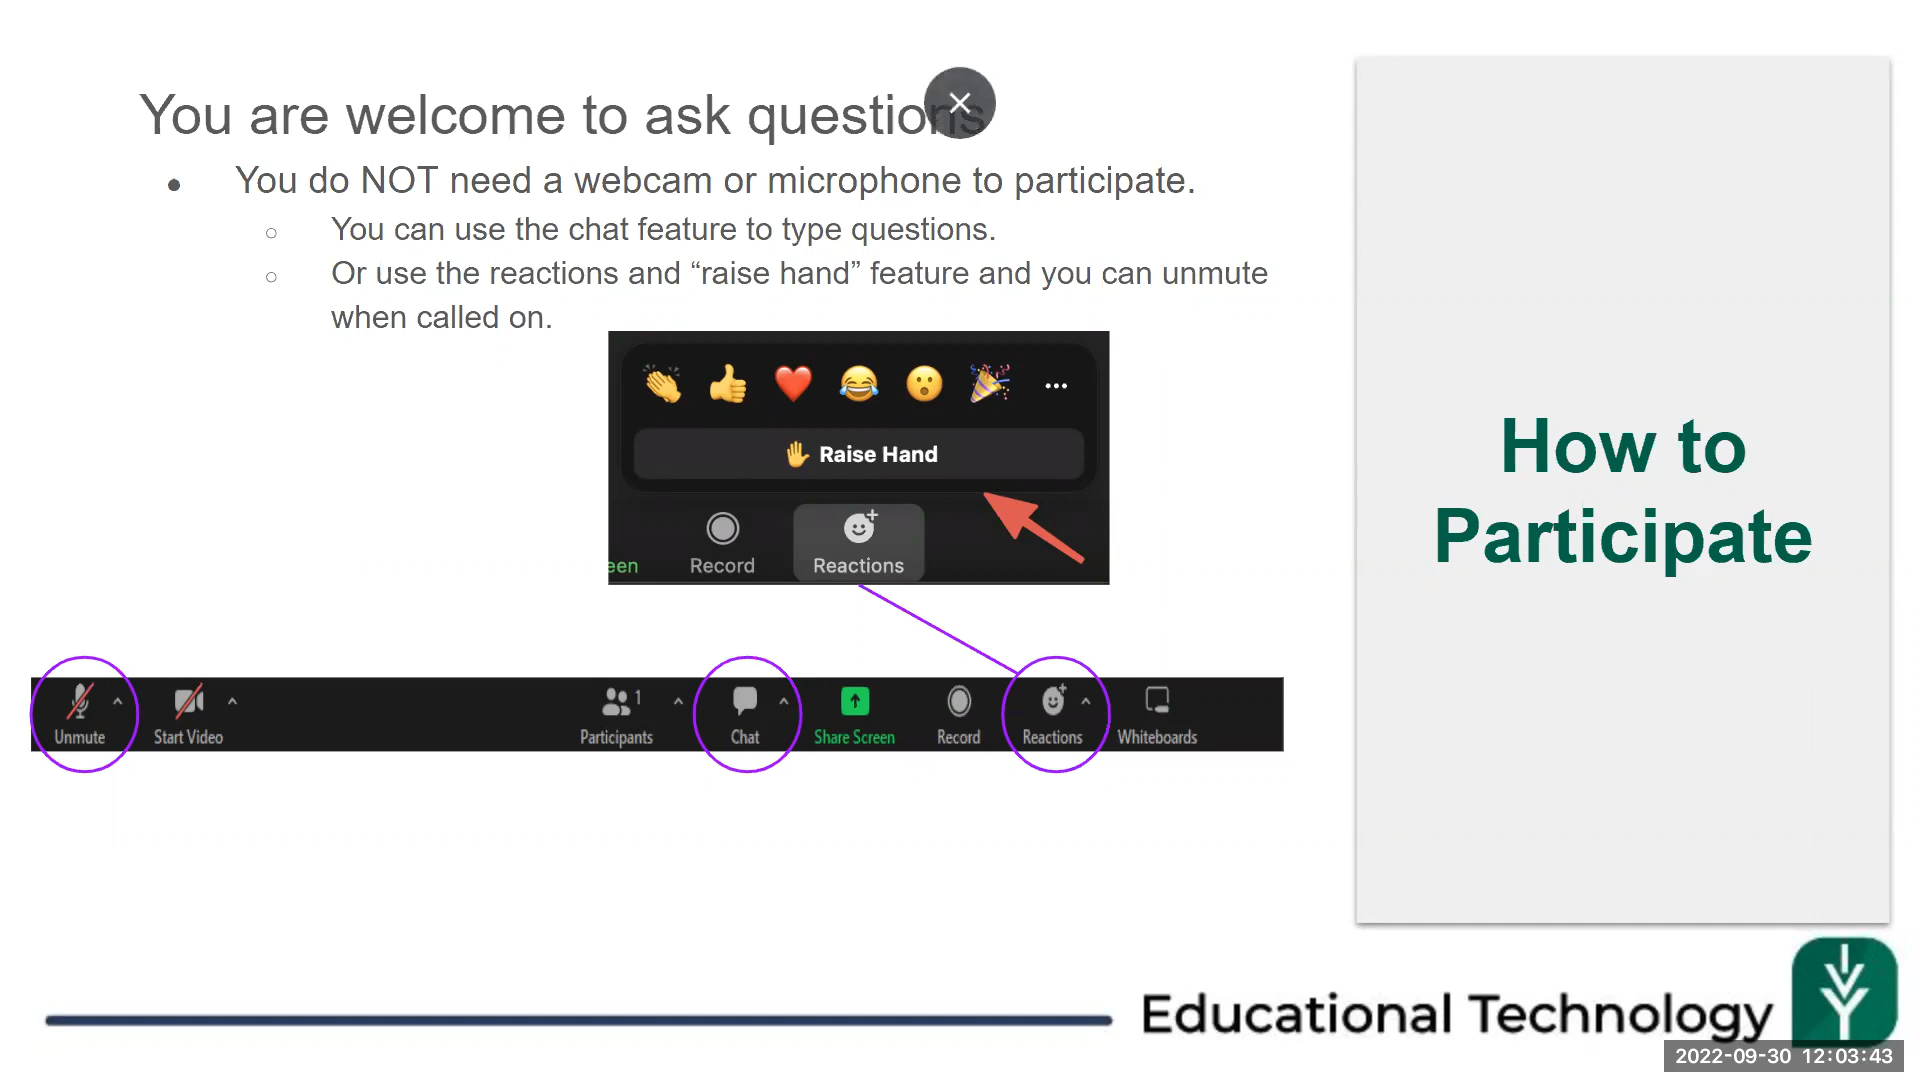 You are welcome to ask questions
You do NOT need a webcam or microphone to participate.
You can use the chat feature to type questions.
Or use the reactions and “raise hand” feature and you can unmute
when called on.
Raise Hand
een
Record
Reactions
1
Unmute
Start Video
Participants
Chat
Share Screen
Record
Reactions
Whiteboards
How to
Participate
Educational Technology
2022-09-30 12:03:43